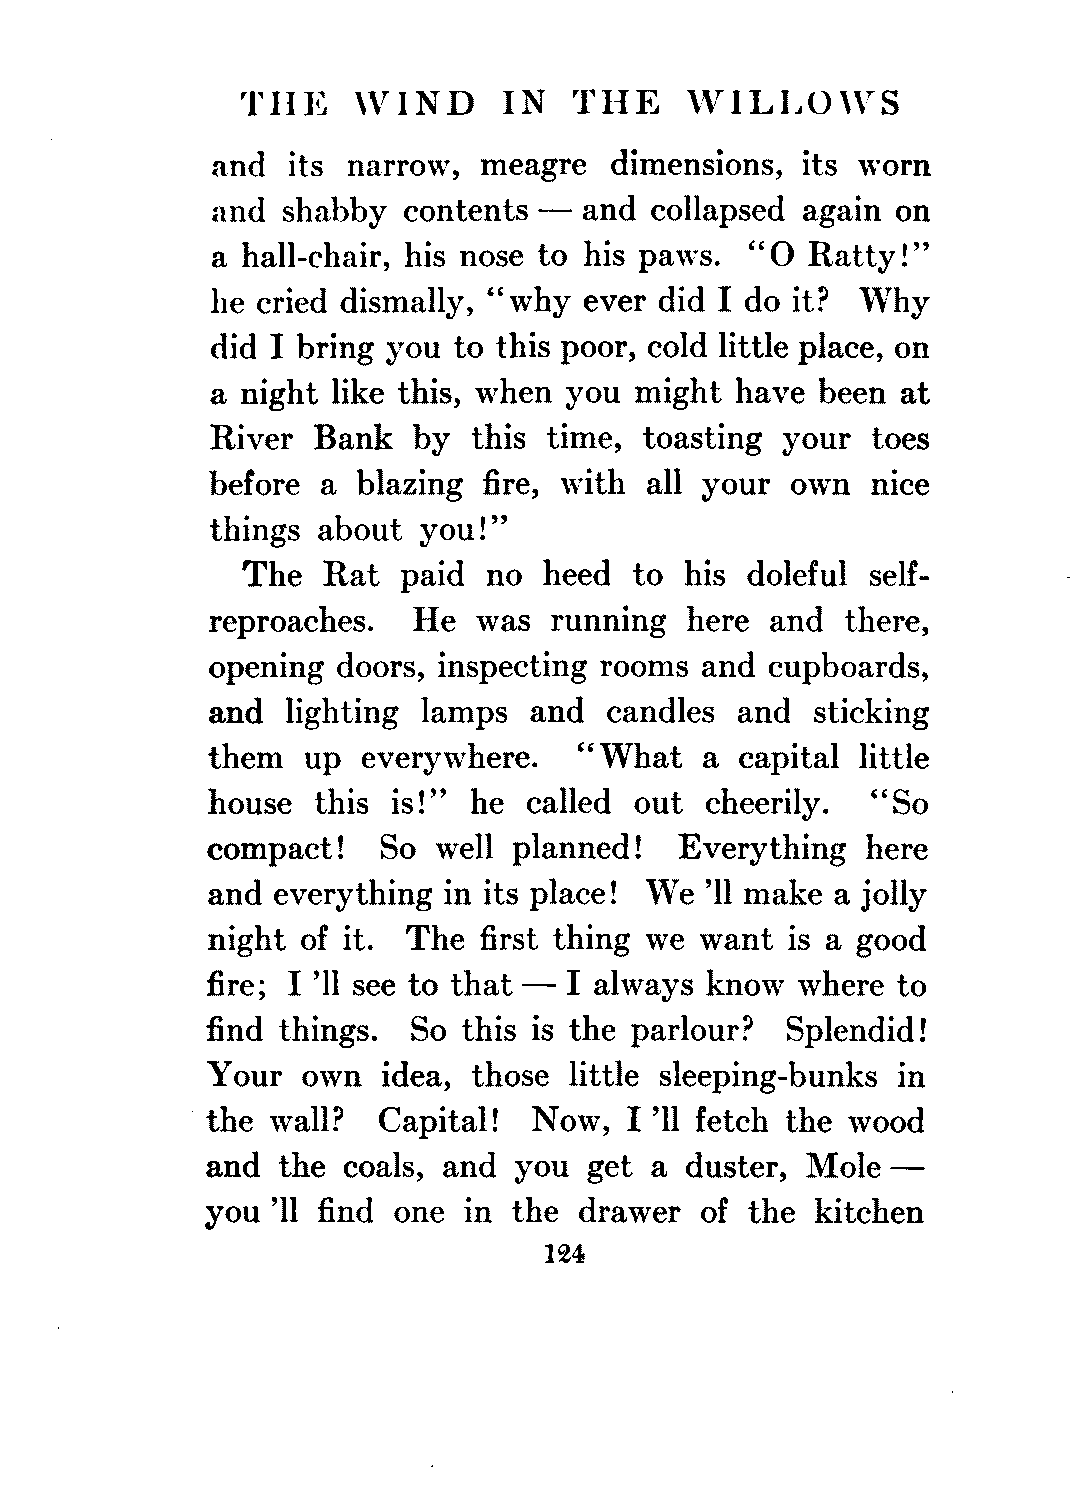 THE WIND IN THE WILLOWS
and its narrow, meagre dimensions, its worn
and shabby contents — and collapsed again on
a hall-chair, his nose to his paws. "O Ratty!"
he cried dismally, "why ever did I do it? Why
did I bring you to this poor, cold little place, on
a night like this, when you might have been at
River Bank by this time, toasting your toes
before a blazing fire, with all your own nice
things about you!"
The Rat paid no heed to his doleful self-
reproaches. He was running here and there,
opening doors, inspecting rooms and cupboards,
and lighting lamps and candles and sticking
them up everywhere. "What a capital little
house this is!" he called out cheerily. "So
compact! So well planned! Everything here
and everything in its place! We 'll make a jolly
night of it. The first thing we want is a good
fire; I 'll see to that — I always know where to
find things. So this is the parlour? Splendid!
Your own idea, those little sleeping-bunks in
the wall? Capital! Now, I 'll fetch the wood
and the coals, and you get a duster, Mole —
you 'll find one in the drawer of the kitchen
124